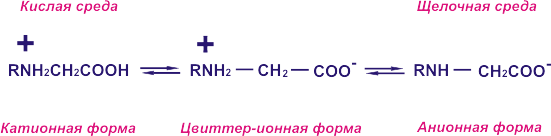 Кислая среда Щелочная среда
+ +
RNH₂CH₂COOH ⇌ RNH₂ — CH₂ — COO⁻ ⇌ RNH — CH₂COO⁻
Катионная форма Цвиттер-ионная форма Анионная форма